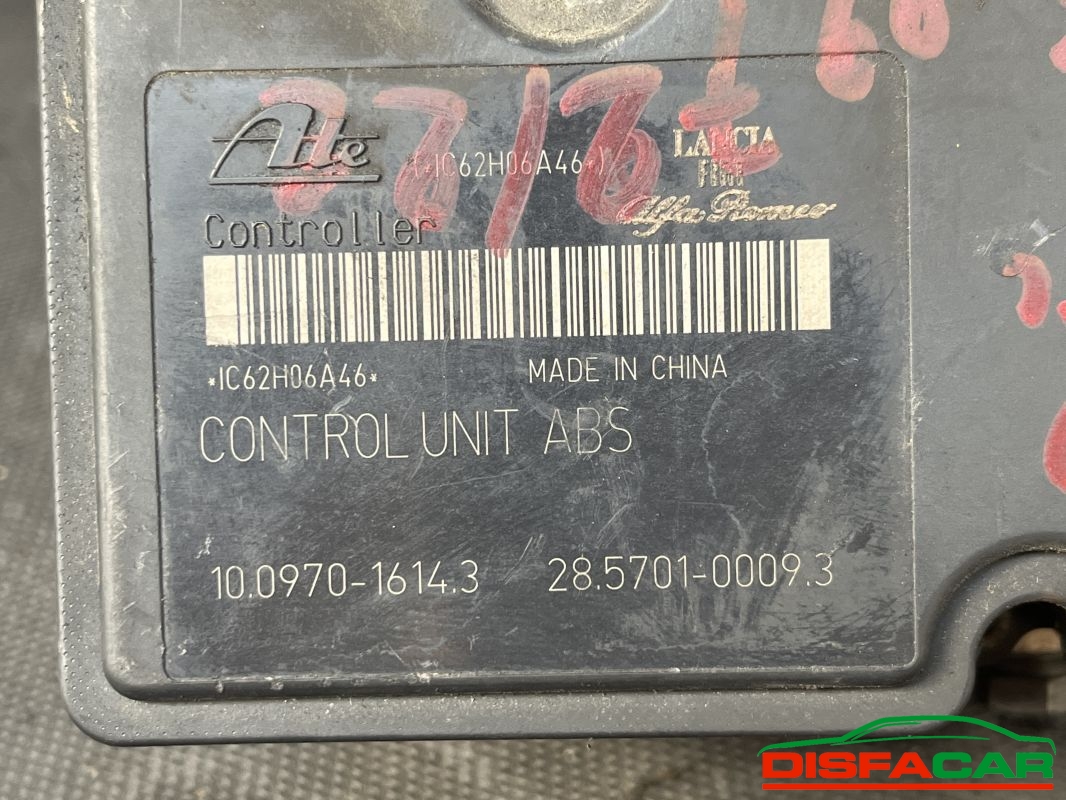 Ate
(*IC62H06A46*)
LANCIA
FIAT
Alfa Romeo
Controller
*IC62H06A46*
MADE IN CHINA
CONTROL UNIT ABS
10.0970-1614.3
28.5701-0009.3
DISFACAR